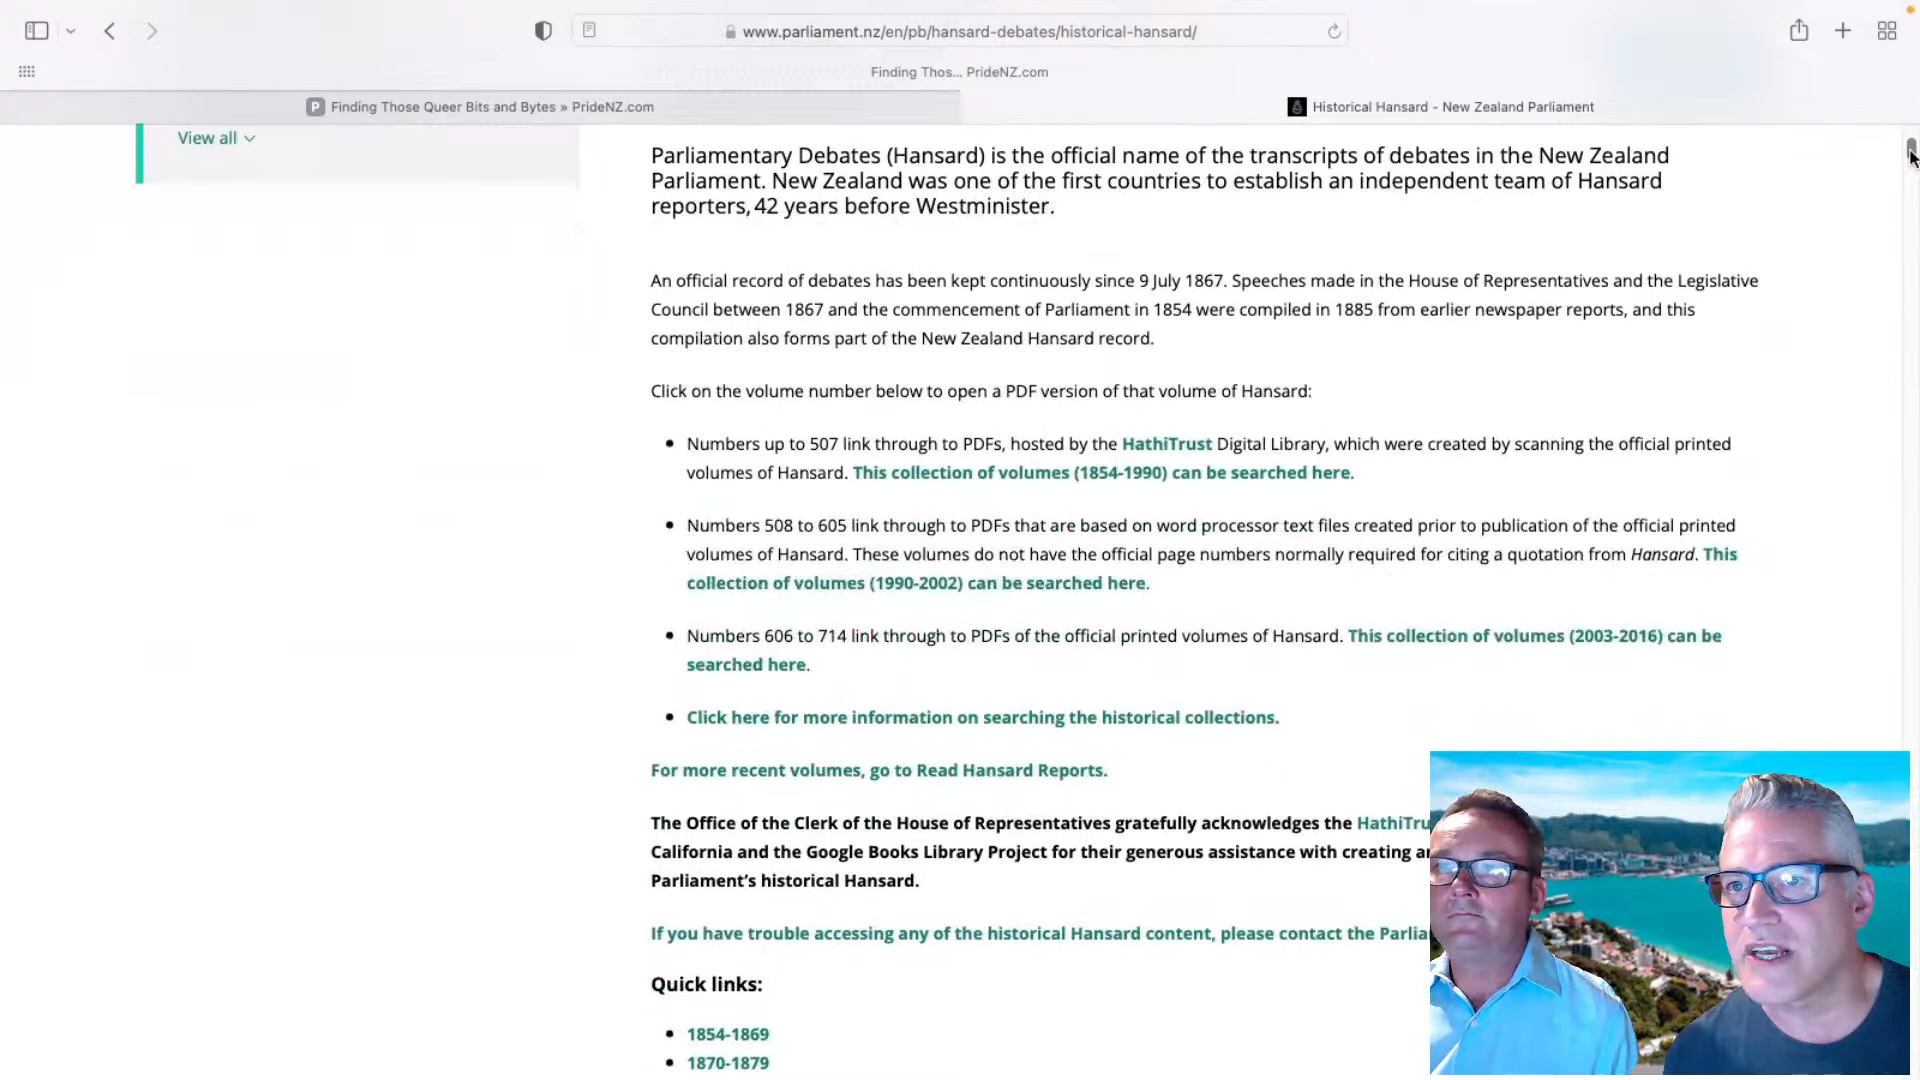 www.parliament.nz/en/pb/hansard-debates/historical-hansard/
Finding Thos... PrideNZ.com
P Finding Those Queer Bits and Bytes » PrideNZ.com
Historical Hansard - New Zealand Parliament
View all
Parliamentary Debates (Hansard) is the official name of the transcripts of debates in the New Zealand
Parliament. New Zealand was one of the first countries to establish an independent team of Hansard
reporters, 42 years before Westminister.
An official record of debates has been kept continuously since 9 July 1867. Speeches made in the House of Representatives and the Legislative
Council between 1867 and the commencement of Parliament in 1854 were compiled in 1885 from earlier newspaper reports, and this
compilation also forms part of the New Zealand Hansard record.
Click on the volume number below to open a PDF version of that volume of Hansard:
Numbers up to 507 link through to PDFs, hosted by the HathiTrust Digital Library, which were created by scanning the official printed
volumes of Hansard. This collection of volumes (1854-1990) can be searched here.
Numbers 508 to 605 link through to PDFs that are based on word processor text files created prior to publication of the official printed
volumes of Hansard. These volumes do not have the official page numbers normally required for citing a quotation from Hansard. This
collection of volumes (1990-2002) can be searched here.
Numbers 606 to 714 link through to PDFs of the official printed volumes of Hansard. This collection of volumes (2003-2016) can be
searched here.
Click here for more information on searching the historical collections.
For more recent volumes, go to Read Hansard Reports.
The Office of the Clerk of the House of Representatives gratefully acknowledges the HathiTru
California and the Google Books Library Project for their generous assistance with creating an
Parliament's historical Hansard.
If you have trouble accessing any of the historical Hansard content, please contact the Parlia
Quick links:
1854-1869
1870-1879